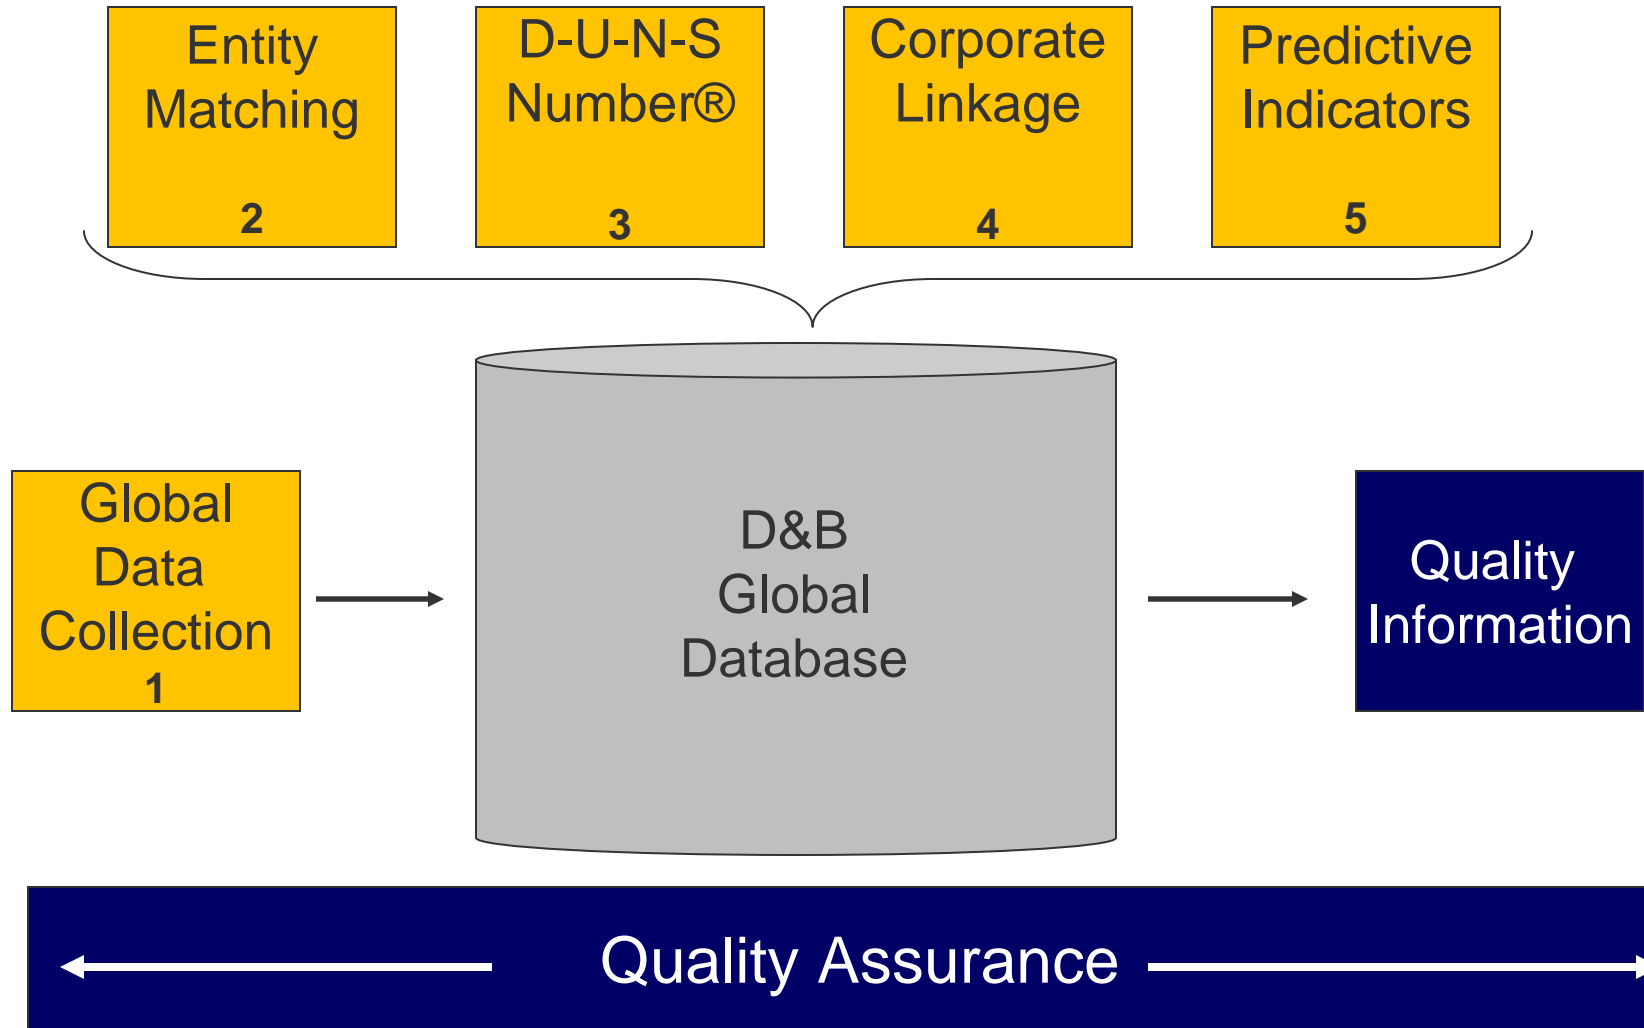 Entity
Matching
2
D-U-N-S
Number®
3
Corporate
Linkage
4
Predictive
Indicators
5
Global
Data
Collection
1
D&B
Global
Database
Quality
Information
Quality Assurance